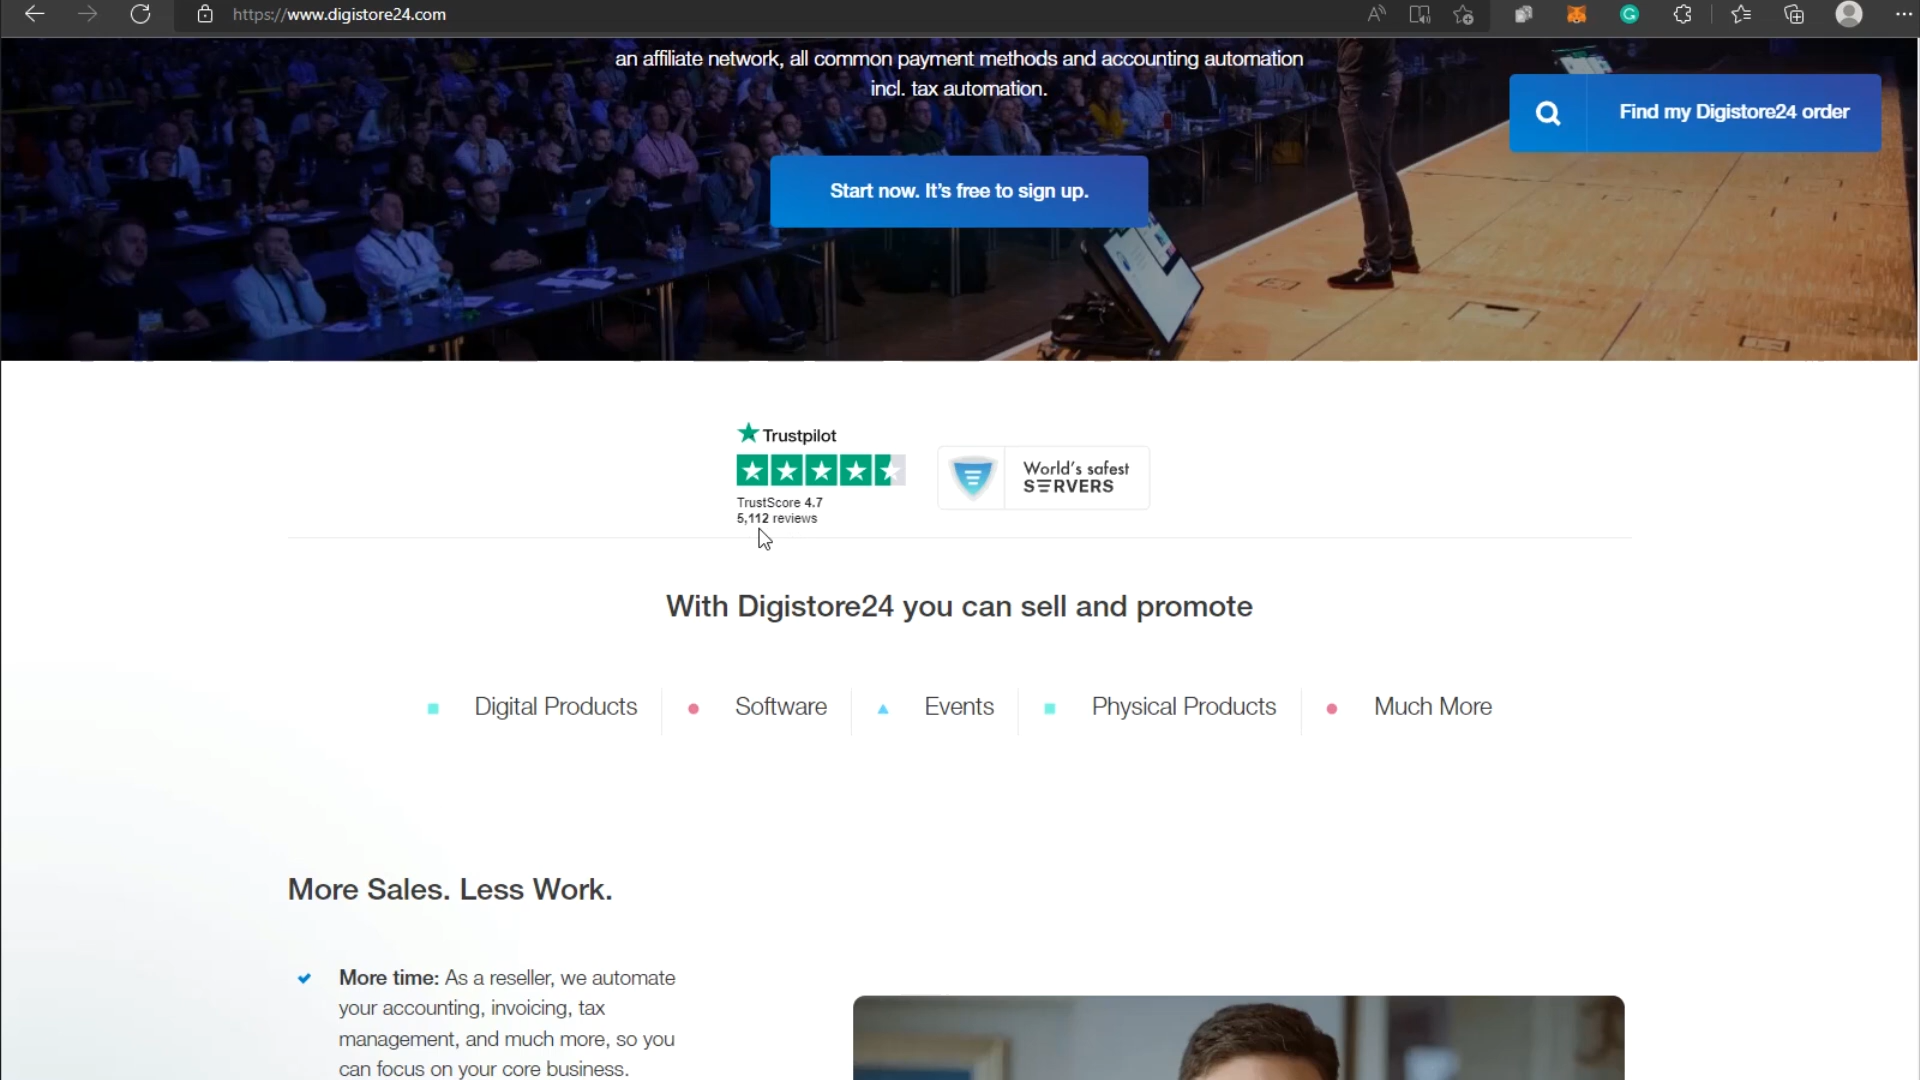 https://www.digistore24.com
an affiliate network, all common payment methods and accounting automation
incl. tax automation.
Find my Digistore24 order
Start now. It's free to sign up.
Trustpilot
TrustScore 4.7
5,112 reviews
World's safest
SERVERS
With Digistore24 you can sell and promote
Digital Products
Software
Events
Physical Products
Much More
More Sales. Less Work.
More time: As a reseller, we automate
your accounting, invoicing, tax
management, and much more, so you
can focus on your core business.